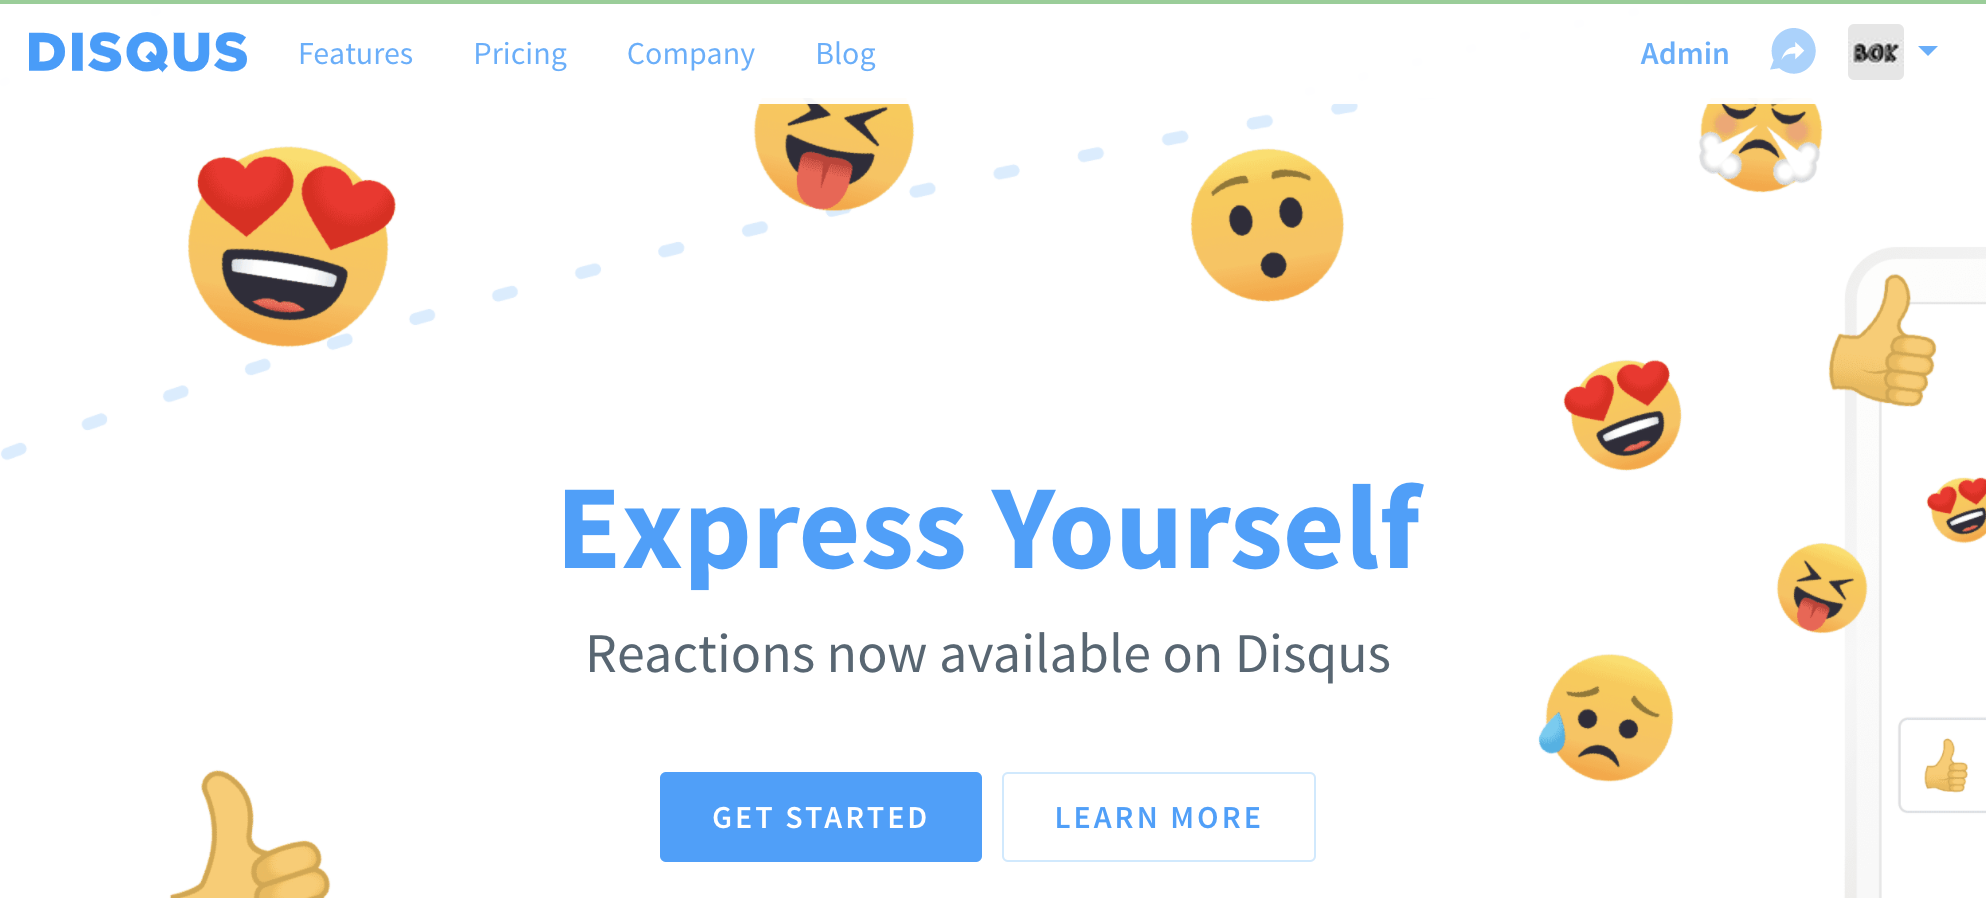 DISQUS Features Pricing Company Blog Admin BOK
Express Yourself
Reactions now available on Disqus
GET STARTED LEARN MORE